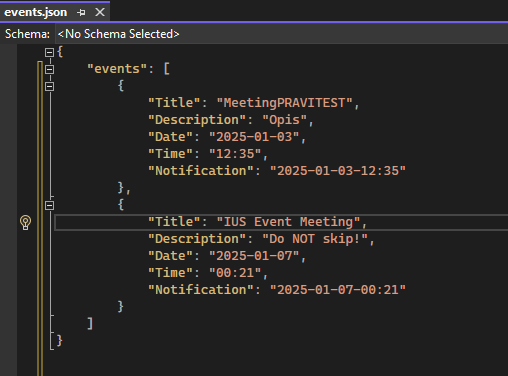 events.json
Schema: <No Schema Selected>
{
"events": [
{
"Title": "MeetingPRAVITEST",
"Description": "Opis",
"Date": "2025-01-03",
"Time": "12:35",
"Notification": "2025-01-03-12:35"
},
{
"Title": "IUS Event Meeting",
"Description": "Do NOT skip!",
"Date": "2025-01-07",
"Time": "00:21",
"Notification": "2025-01-07-00:21"
}
]
}